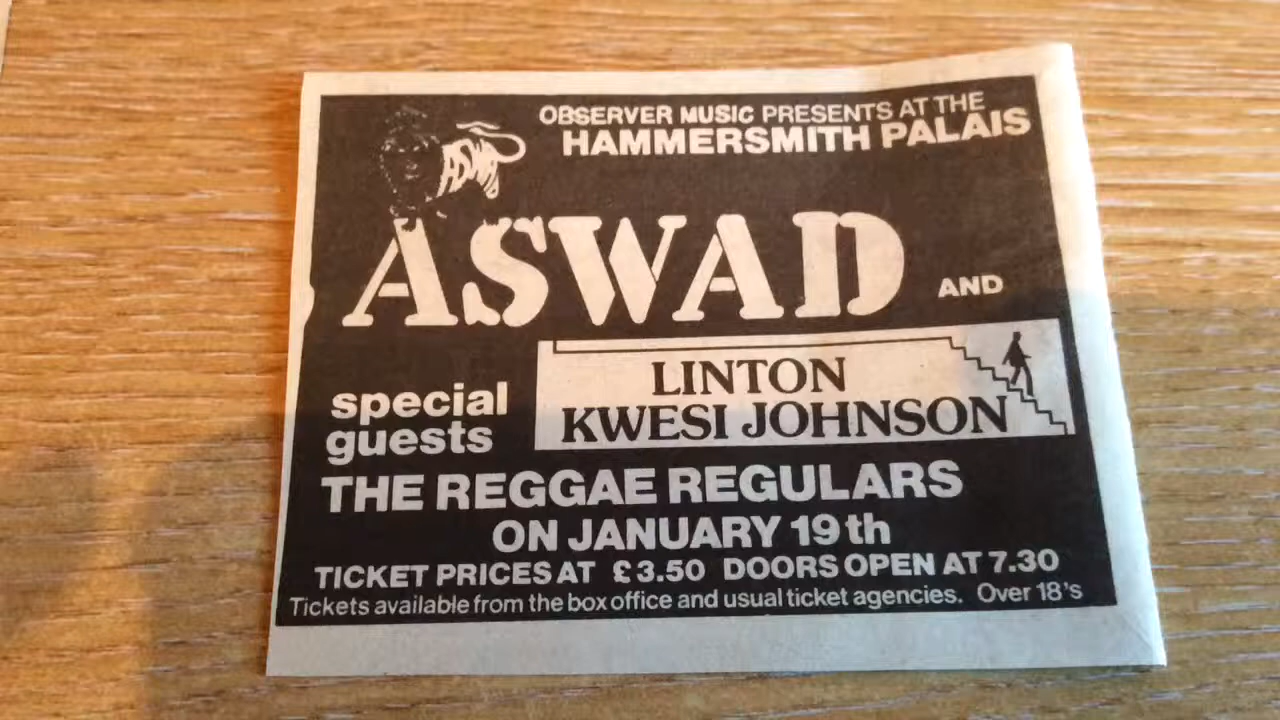 OBSERVER MUSIC PRESENTS AT THE
HAMMERSMITH PALAIS
ASWAD
ASWAD AND
special
guests
LINTON
KWESI JOHNSON
THE REGGAE REGULARS
ON JANUARY 19th
TICKET PRICES AT £3.50 DOORS OPEN AT 7.30
Tickets available from the box office and usual ticket agencies. Over 18's